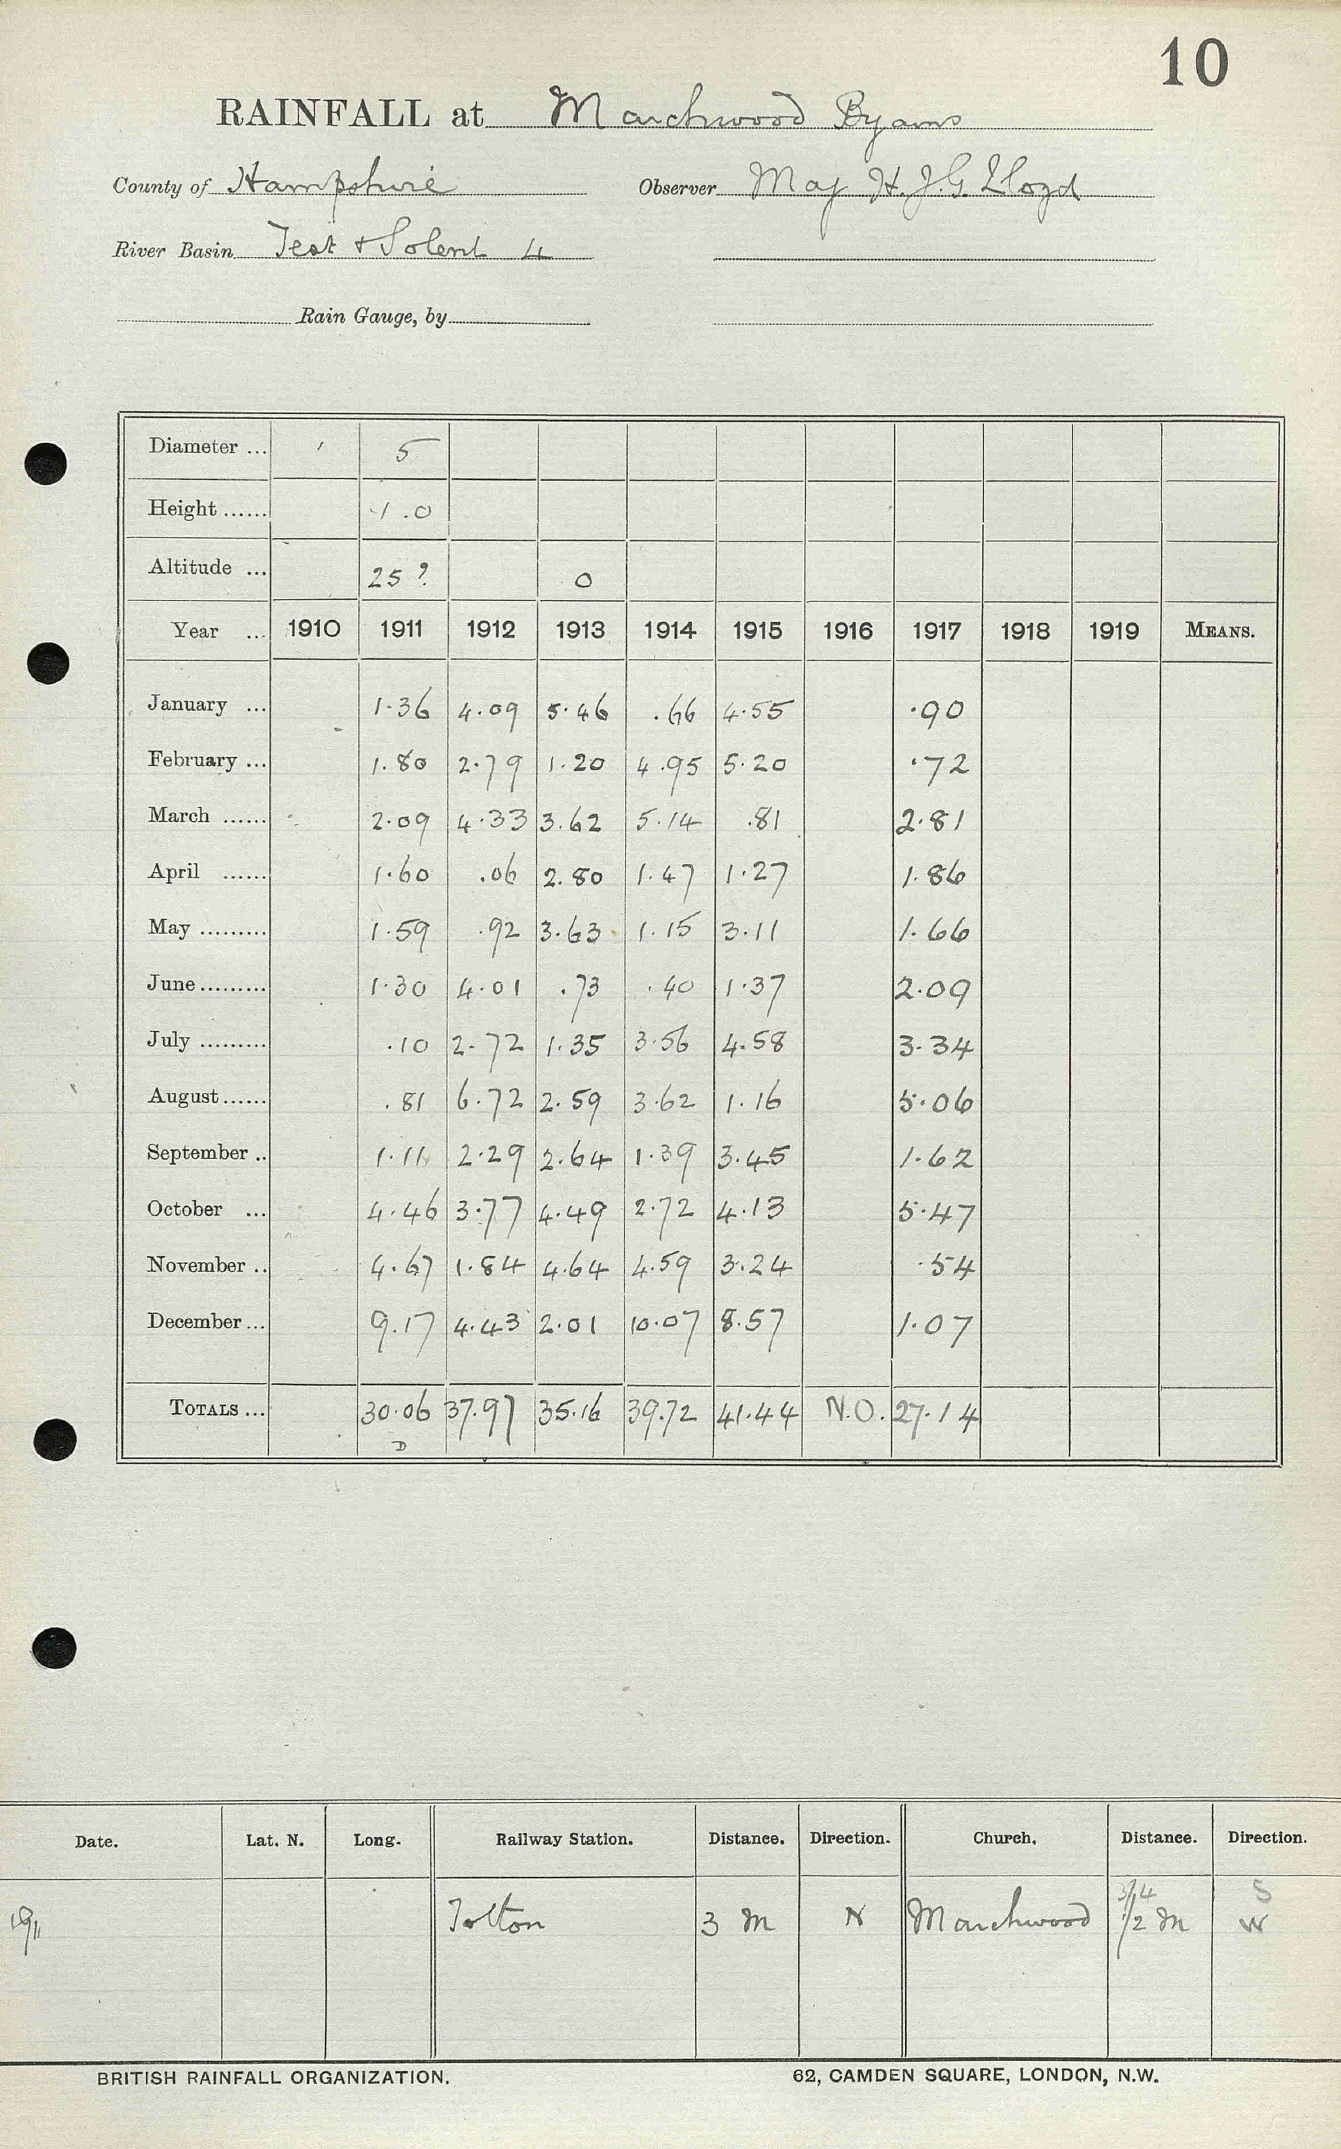 10
RAINFALL at Marchwood Byams
County of Hampshire Observer Maj H. J. G. Lloyd
River Basin Test + Solent 4
Rain Gauge, by
Diameter ... 5
Height ...... 1.0
Altitude ... 25? 0
Year ... 1910 1911 1912 1913 1914 1915 1916 1917 1918 1919 MEANS.
January ... 1.36 4.09 5.46 .66 4.55 .90
February ... 1.80 2.79 1.20 4.95 5.20 .72
March ...... 2.09 4.33 3.62 5.14 .81 2.81
April ...... 1.60 .06 2.80 1.47 1.27 1.86
May ......... 1.59 .92 3.63 1.15 3.11 1.66
June ......... 1.30 4.01 .73 .40 1.37 2.09
July ......... .10 2.72 1.35 3.56 4.58 3.34
August ...... .81 6.72 2.59 3.62 1.16 5.06
September .. 1.11 2.29 2.64 1.39 3.45 1.62
October ... 4.46 3.77 4.49 2.72 4.13 5.47
November .. 4.67 1.84 4.64 4.59 3.24 .54
December ... 9.17 4.43 2.01 10.07 8.57 1.07
TOTALS ... 30.06 37.97 35.16 39.72 41.44 N.O. 27.14
D
Date. Lat. N. Long. Railway Station. Distance. Direction. Church. Distance. Direction.
3/4 S
1911 Totton 3 m N Marchwood 1/2 m W
BRITISH RAINFALL ORGANIZATION. 62, CAMDEN SQUARE, LONDON, N.W.